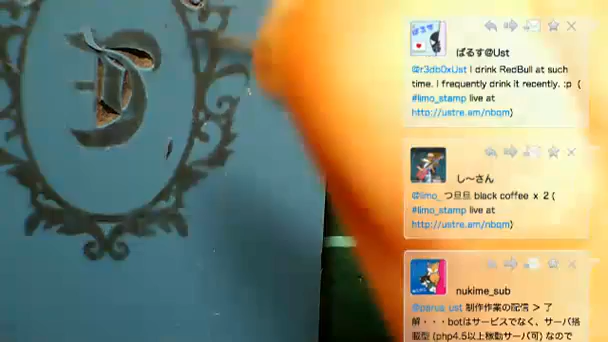 D
ぱるす@Ust
@r3db0xUst I drink RedBull at such
time. I frequently drink it recently. :p (
#limo_stamp live at
http://ustre.am/nbqm)
し～さん
@limo_ つ旦旦 black coffee x 2 (
#limo_stamp live at
http://ustre.am/nbqm)
nukime_sub
@parus_ust 制作作業の配信 > 了
解・・・botはサービスでなく、サーバ搭
載型 (php4.5以上稼動サーバ可) なので